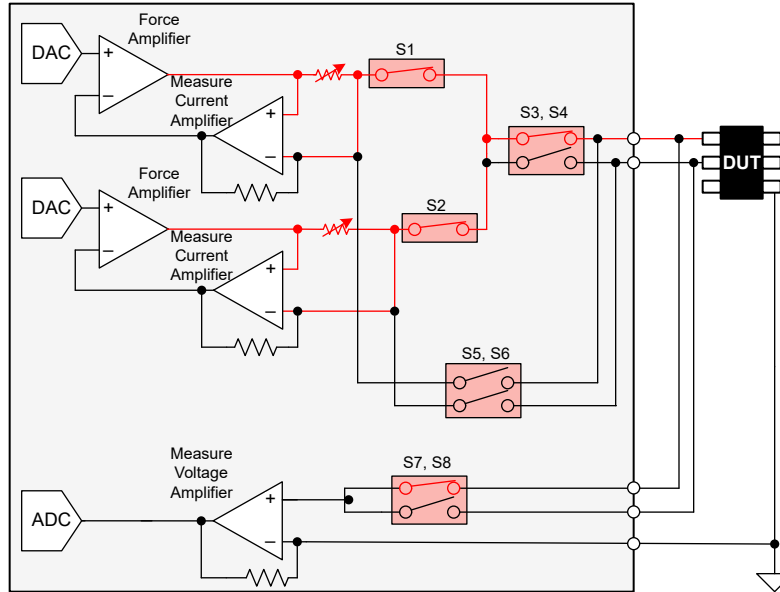 Force
Amplifier
DAC
+
–
Measure
Current
Amplifier
+
–
S1
S3, S4
DUT
Force
Amplifier
DAC
+
–
Measure
Current
Amplifier
+
–
S2
S5, S6
Measure
Voltage
Amplifier
S7, S8
ADC
+
–